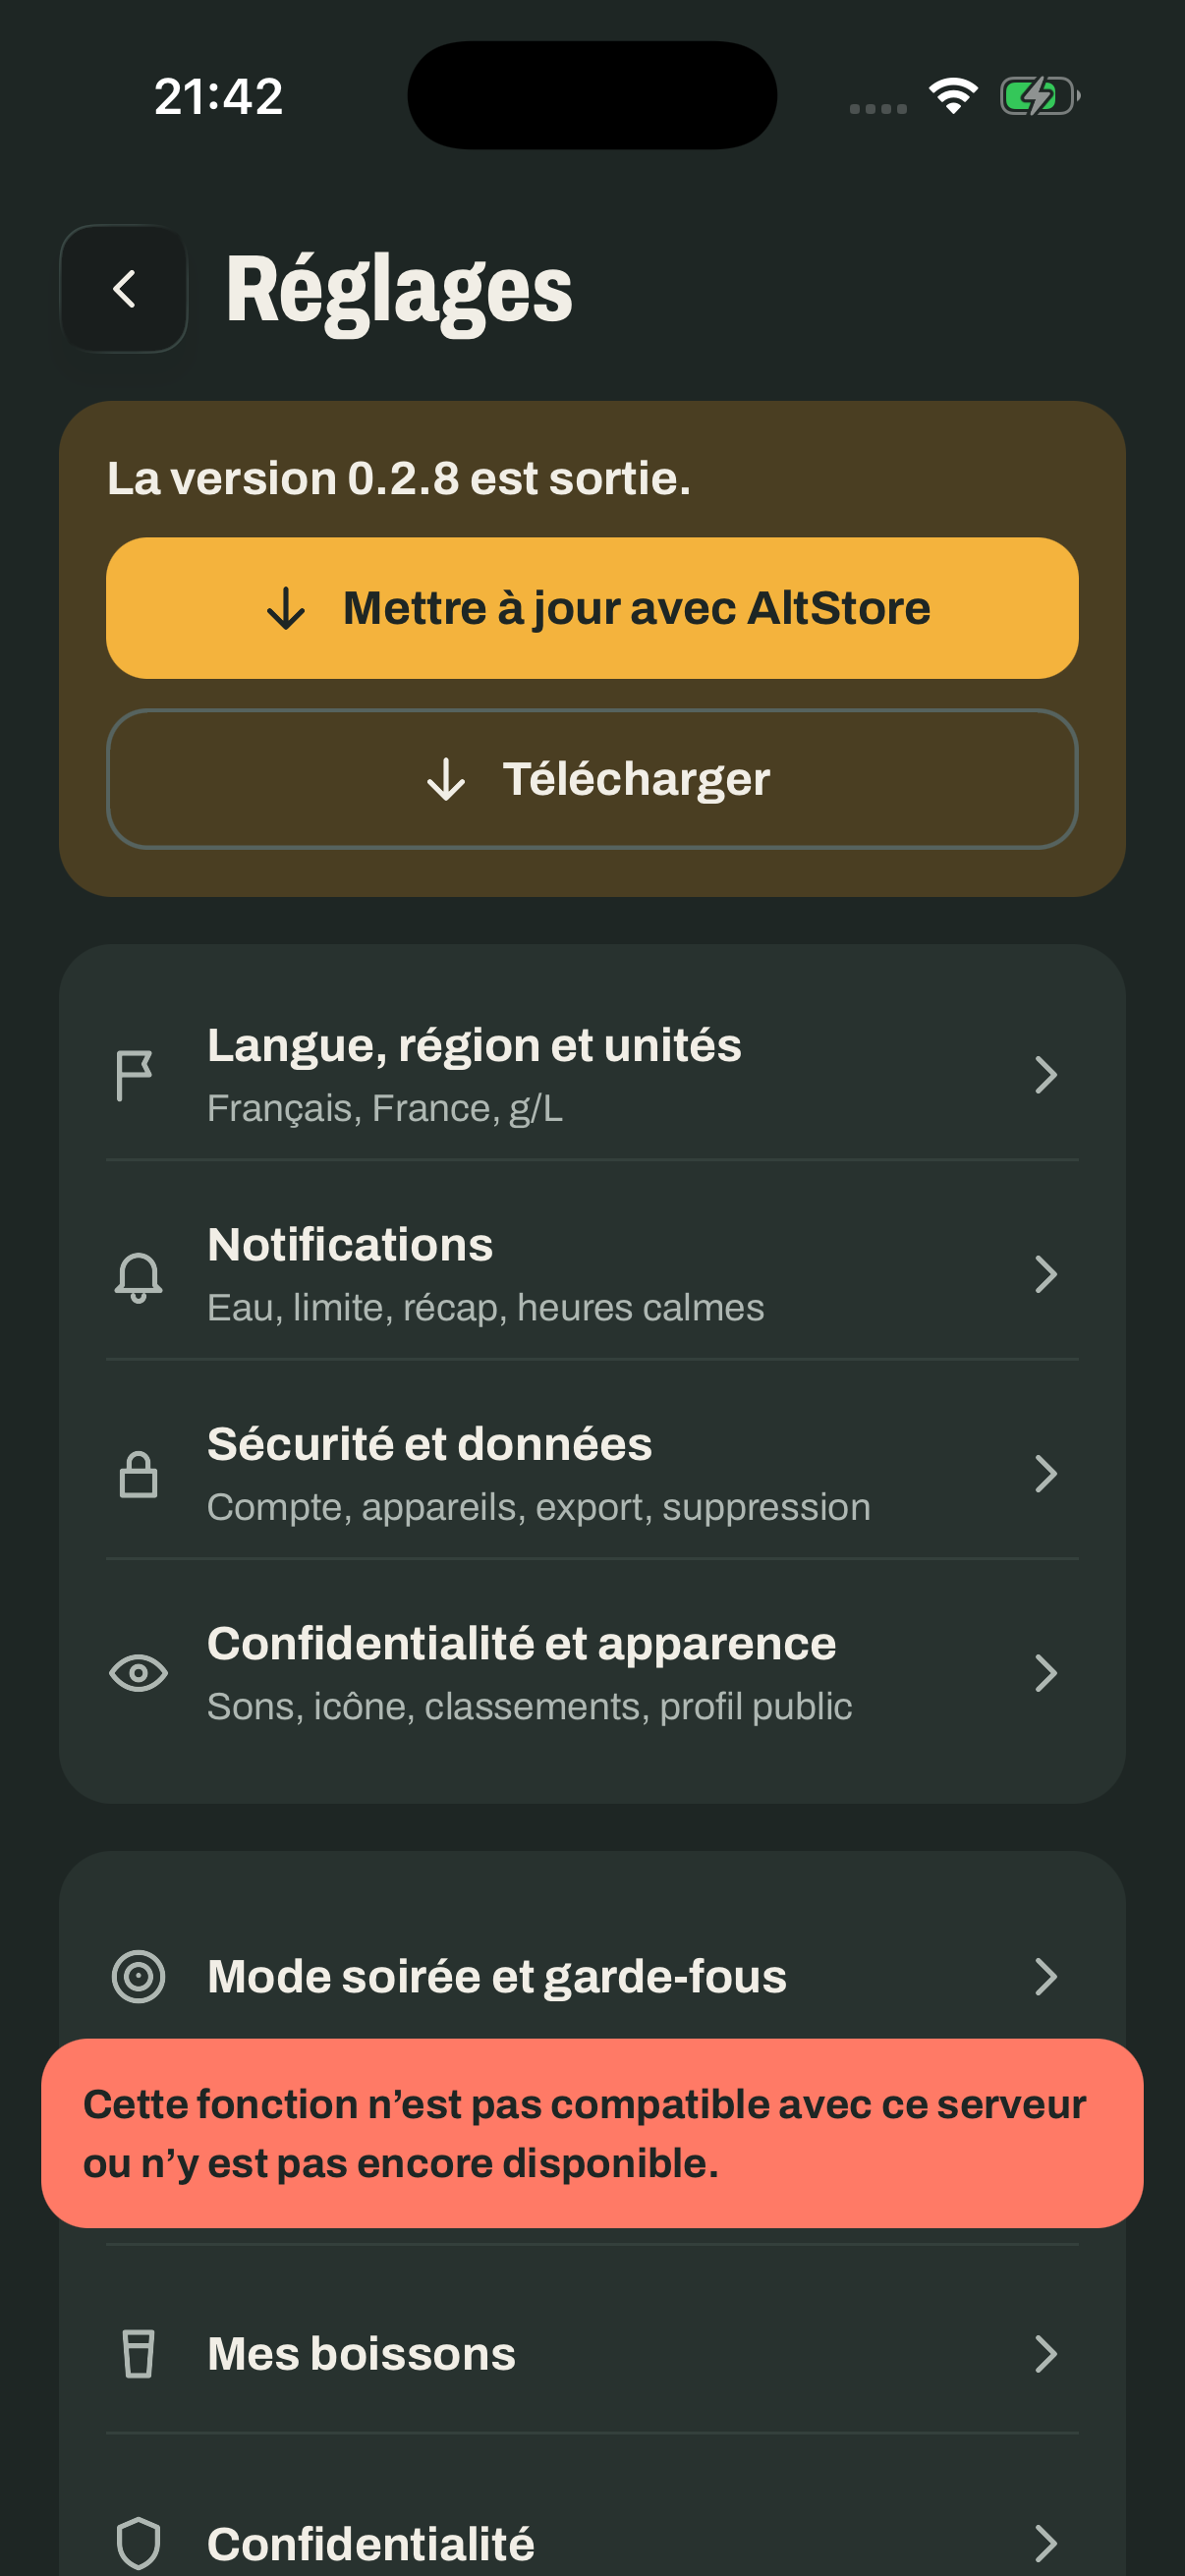 21:42
Réglages
La version 0.2.8 est sortie.
Mettre à jour avec AltStore
Télécharger
Langue, région et unités
Français, France, g/L
Notifications
Eau, limite, récap, heures calmes
Sécurité et données
Compte, appareils, export, suppression
Confidentialité et apparence
Sons, icône, classements, profil public
Mode soirée et garde-fous
Cette fonction n’est pas compatible avec ce serveur
ou n’y est pas encore disponible.
Mes boissons
Confidentialité